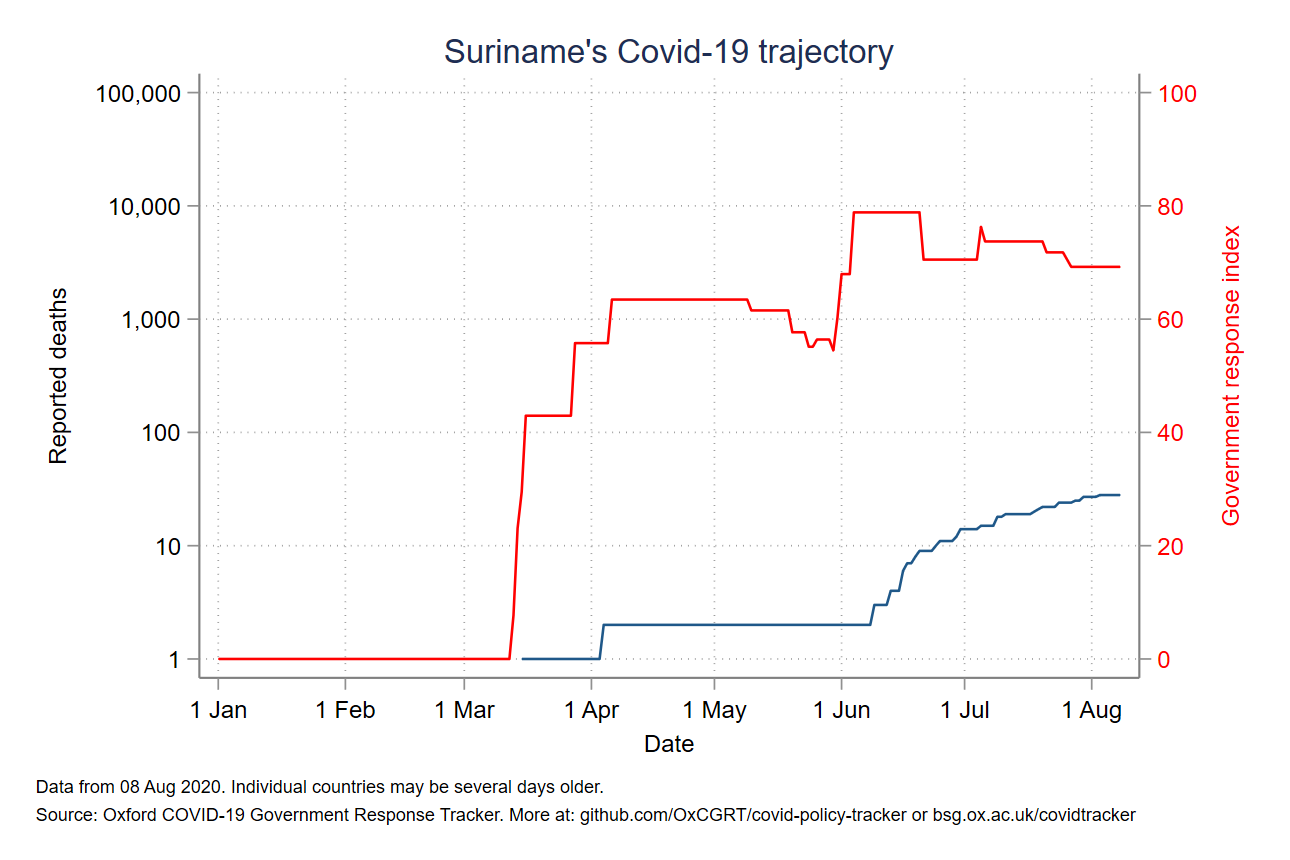 Suriname's Covid-19 trajectory
100,000
10,000
1,000
100
10
1
Reported deaths
100
80
60
40
20
0
Government response index
1 Jan 1 Feb 1 Mar 1 Apr 1 May 1 Jun 1 Jul 1 Aug
Date
Data from 08 Aug 2020. Individual countries may be several days older.
Source: Oxford COVID-19 Government Response Tracker. More at: github.com/OxCGRT/covid-policy-tracker or bsg.ox.ac.uk/covidtracker